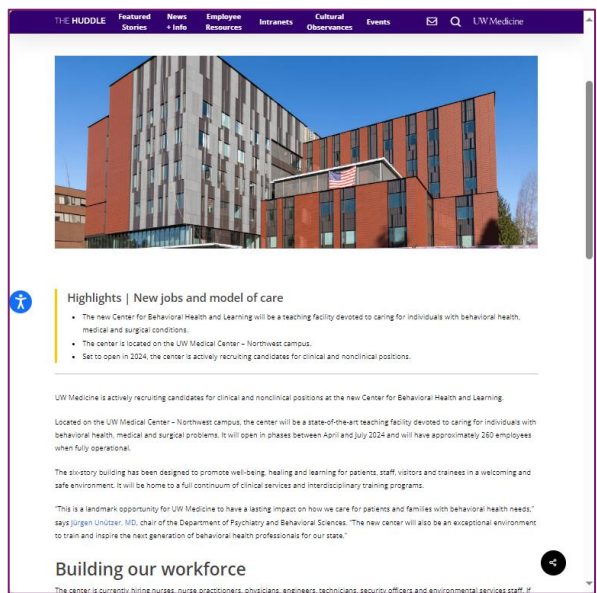 THE HUDDLE Featured Stories News + Info Employee Resources Intranets Cultural Observances Events UW Medicine
Highlights | New jobs and model of care
• The new Center for Behavioral Health and Learning will be a teaching facility devoted to caring for individuals with behavioral health,
medical and surgical conditions.
• The center is located on the UW Medical Center – Northwest campus.
• Set to open in 2024, the center is actively recruiting candidates for clinical and nonclinical positions.
UW Medicine is actively recruiting candidates for clinical and nonclinical positions at the new Center for Behavioral Health and Learning.
Located on the UW Medical Center – Northwest campus, the center will be a state-of-the-art teaching facility devoted to caring for individuals with
behavioral health, medical and surgical problems. It will open in phases between April and July 2024 and will have approximately 260 employees
when fully operational.
The six-story building has been designed to promote well-being, healing and learning for patients, staff, visitors and trainees in a welcoming and
safe environment. It will be home to a full continuum of clinical services and interdisciplinary training programs.
"This is a landmark opportunity for UW Medicine to have a lasting impact on how we care for patients and families with behavioral health needs,"
says Jürgen Unützer, MD, chair of the Department of Psychiatry and Behavioral Sciences. "The new center will also be an exceptional environment
to train and inspire the next generation of behavioral health professionals for our state."
Building our workforce
The center is currently hiring nurses, nurse practitioners, physicians, engineers, technicians, security officers and environmental services staff. If